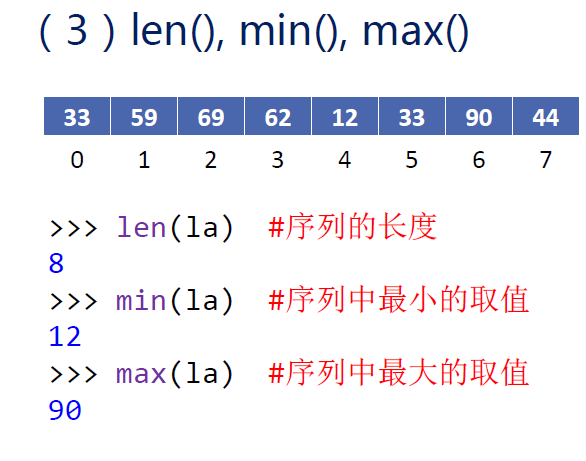 （3）len(), min(), max()
33 59 69 62 12 33 90 44
0 1 2 3 4 5 6 7
>>> len(la) #序列的长度
8
>>> min(la) #序列中最小的取值
12
>>> max(la) #序列中最大的取值
90